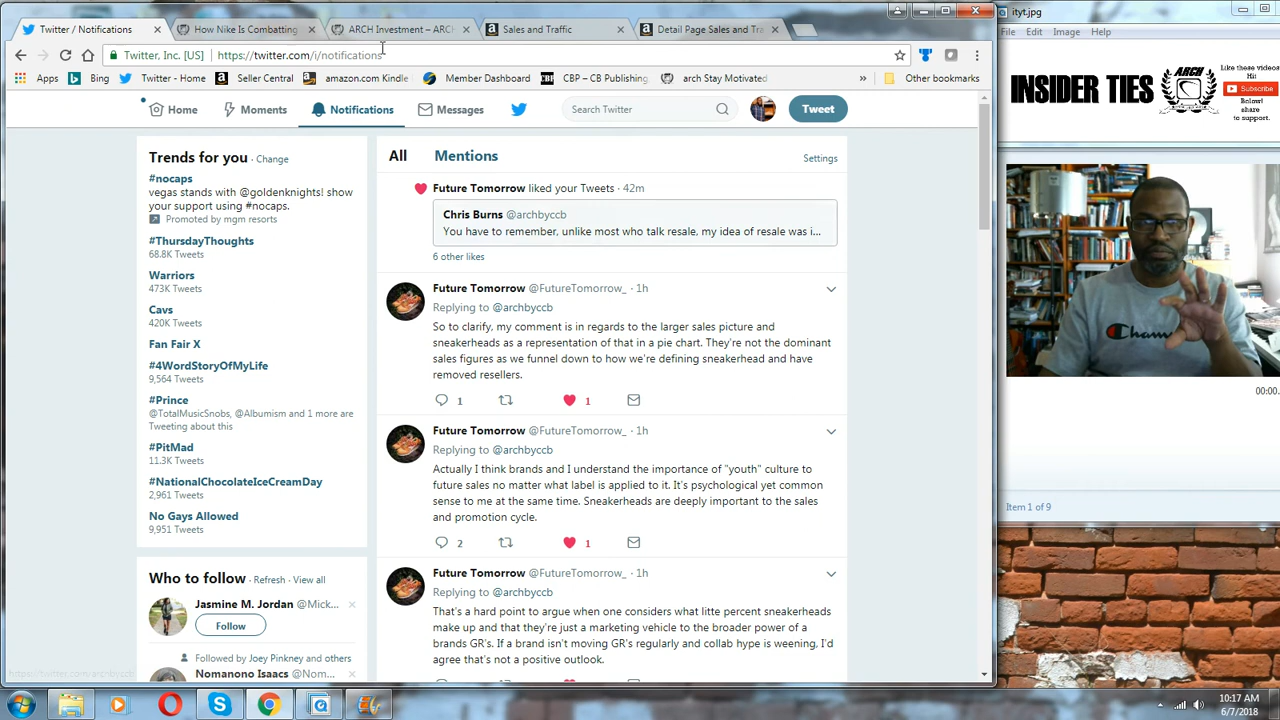 Twitter / Notifications
How Nike Is Combatting
ARCH Investment – ARC
Sales and Traffic
Detail Page Sales and Tra
Twitter, Inc. [US]
https://twitter.com/i/notifications
Apps
Bing
Twitter - Home
Seller Central
amazon.com Kindle
Member Dashboard
CBP – CB Publishing
arch Stay Motivated
»
Other bookmarks
Home
Moments
Notifications
Messages
Search Twitter
Tweet
Trends for you · Change
#nocaps
vegas stands with @goldenknights! show
your support using #nocaps.
Promoted by mgm resorts
#ThursdayThoughts
68.8K Tweets
Warriors
473K Tweets
Cavs
420K Tweets
Fan Fair X
#4WordStoryOfMyLife
9,564 Tweets
#Prince
@TotalMusicSnobs, @Albumism and 1 more are
Tweeting about this
#PitMad
11.3K Tweets
#NationalChocolateIceCreamDay
2,961 Tweets
No Gays Allowed
9,951 Tweets
Who to follow · Refresh · View all
Jasmine M. Jordan @Mick...
Follow
Followed by Joey Pinkney and others
Nomanono Isaacs @Nom...
All
Mentions
Settings
Future Tomorrow liked your Tweets · 42m
Chris Burns @archbyccb
You have to remember, unlike most who talk resale, my idea of resale was i...
6 other likes
Future Tomorrow @FutureTomorrow_ · 1h
Replying to @archbyccb
So to clarify, my comment is in regards to the larger sales picture and
sneakerheads as a representation of that in a pie chart. They're not the dominant
sales figures as we funnel down to how we're defining sneakerhead and have
removed resellers.
1
1
Future Tomorrow @FutureTomorrow_ · 1h
Replying to @archbyccb
Actually I think brands and I understand the importance of "youth" culture to
future sales no matter what label is applied to it. It's psychological yet common
sense to me at the same time. Sneakerheads are deeply important to the sales
and promotion cycle.
2
1
Future Tomorrow @FutureTomorrow_ · 1h
Replying to @archbyccb
That's a hard point to argue when one considers what litte percent sneakerheads
make up and that they're just a marketing vehicle to the broader power of a
brands GR's. If a brand isn't moving GR's regularly and collab hype is weening, I'd
agree that's not a positive outlook.
https://twitter.com/archbyccb
ityt.jpg
Home
Edit
Image
Help
INSIDER TIES
ARCH
Like these videos
Hit
Subscribe
Below!
share
to support.
Cham
00:00.
Item 1 of 9
10:17 AM
6/7/2018